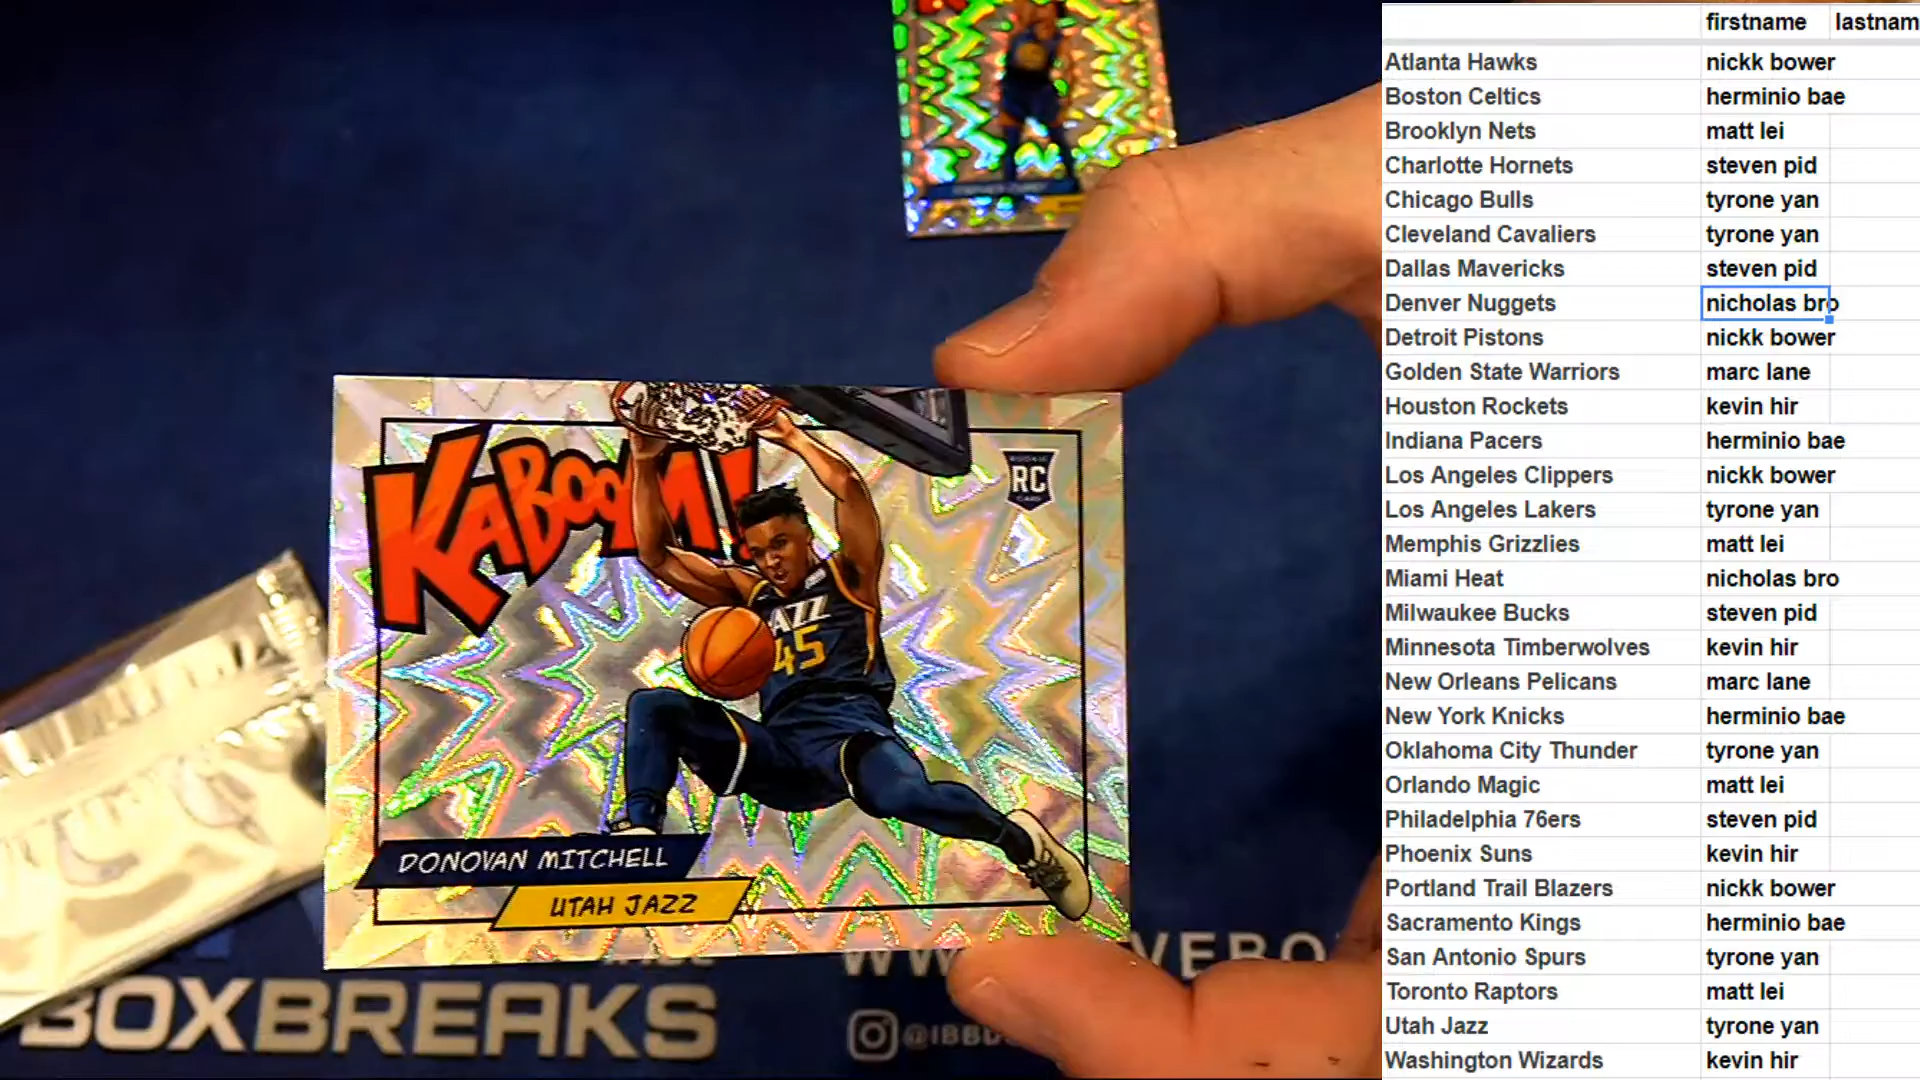 KABOOM!
ROOKIE
RC
CARD
JAZZ
45
DONOVAN MITCHELL
UTAH JAZZ
BOXBREAKS
firstname lastnam
Atlanta Hawks nickk bower
Boston Celtics herminio bae
Brooklyn Nets matt lei
Charlotte Hornets steven pid
Chicago Bulls tyrone yan
Cleveland Cavaliers tyrone yan
Dallas Mavericks steven pid
Denver Nuggets nicholas bro
Detroit Pistons nickk bower
Golden State Warriors marc lane
Houston Rockets kevin hir
Indiana Pacers herminio bae
Los Angeles Clippers nickk bower
Los Angeles Lakers tyrone yan
Memphis Grizzlies matt lei
Miami Heat nicholas bro
Milwaukee Bucks steven pid
Minnesota Timberwolves kevin hir
New Orleans Pelicans marc lane
New York Knicks herminio bae
Oklahoma City Thunder tyrone yan
Orlando Magic matt lei
Philadelphia 76ers steven pid
Phoenix Suns kevin hir
Portland Trail Blazers nickk bower
Sacramento Kings herminio bae
San Antonio Spurs tyrone yan
Toronto Raptors matt lei
Utah Jazz tyrone yan
Washington Wizards kevin hir